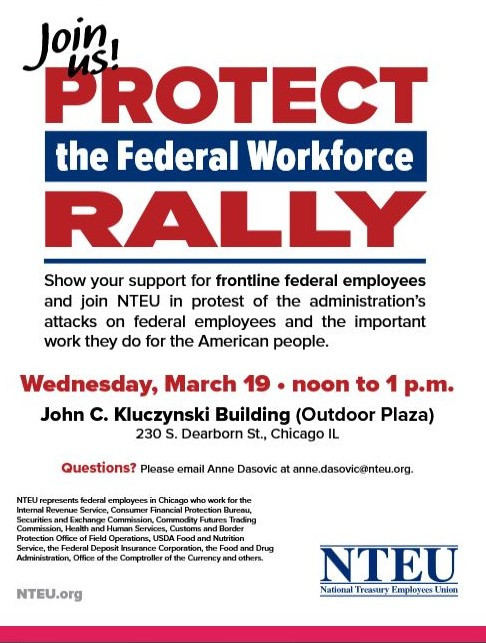 Join
us!
PROTECT
the Federal Workforce
RALLY
Show your support for frontline federal employees
and join NTEU in protest of the administration's
attacks on federal employees and the important
work they do for the American people.
Wednesday, March 19 • noon to 1 p.m.
John C. Kluczynski Building (Outdoor Plaza)
230 S. Dearborn St., Chicago IL
Questions? Please email Anne Dasovic at anne.dasovic@nteu.org.
NTEU represents federal employees in Chicago who work for the
Internal Revenue Service, Consumer Financial Protection Bureau,
Securities and Exchange Commission, Commodity Futures Trading
Commission, Health and Human Services, Customs and Border
Protection Office of Field Operations, USDA Food and Nutrition
Service, the Federal Deposit Insurance Corporation, the Food and Drug
Administration, Office of the Comptroller of the Currency and others.
NTEU.org
NTEU
National Treasury Employees Union